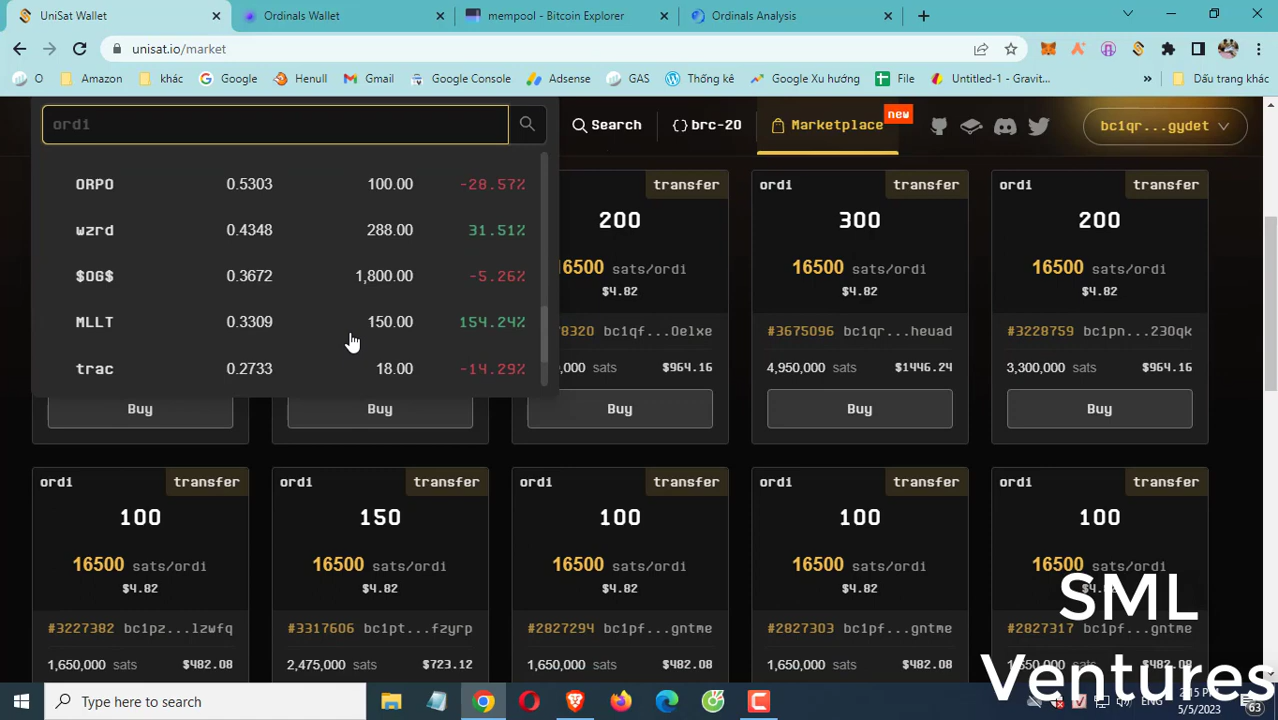 UniSat Wallet
Ordinals Wallet
mempool - Bitcoin Explorer
Ordinals Analysis
unisat.io/market
O
Amazon
khác
Google
Henull
Gmail
Google Console
Adsense
GAS
Thống kê
Google Xu hướng
File
Untitled-1 - Gravit...
»
Dấu trang khác
ordi
Search
{} brc-20
Marketplace
new
bc1qr...gydet
ORPO 0.5303 100.00 -28.57%
wzrd 0.4348 288.00 31.51%
$OG$ 0.3672 1,800.00 -5.26%
MLLT 0.3309 150.00 154.24%
trac 0.2733 18.00 -14.29%
Buy
Buy
transfer
200
16500 sats/ordi
$4.82
8320 bc1qf...0elxe
sats $964.16
Buy
ordi transfer
300
16500 sats/ordi
$4.82
#3675096 bc1qr...heuad
4,950,000 sats $1446.24
Buy
ordi transfer
200
16500 sats/ordi
$4.82
#3228759 bc1pn...230qk
3,300,000 sats $964.16
Buy
ordi transfer
100
16500 sats/ordi
$4.82
#3227382 bc1pz...lzwfq
1,650,000 sats $482.08
ordi transfer
150
16500 sats/ordi
$4.82
#3317606 bc1pt...fzyrp
2,475,000 sats $723.12
ordi transfer
100
16500 sats/ordi
$4.82
#2827294 bc1pf...gntme
1,650,000 sats $482.08
ordi transfer
100
16500 sats/ordi
$4.82
#2827303 bc1pf...gntme
1,650,000 sats $482.08
ordi transfer
100
16500 sats/ordi
#2827317 bc1pf...gntme
sats $482.08
SML
Ventures
Type here to search
ENG
5/5/2023
63